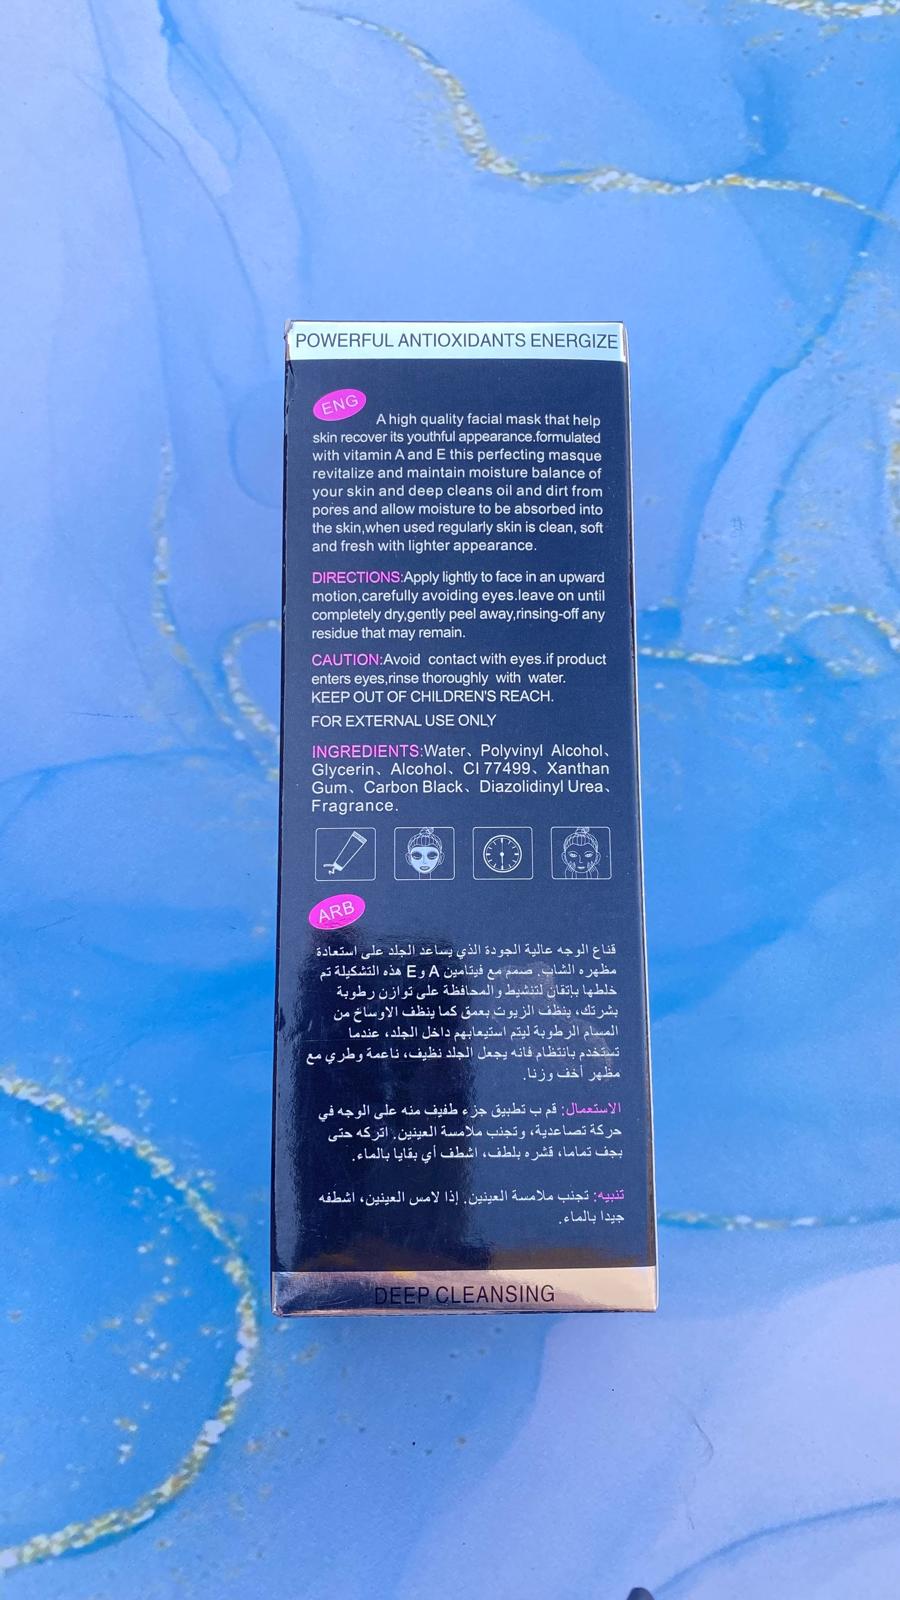 POWERFUL ANTIOXIDANTS ENERGIZE
ENG
A high quality facial mask that help
skin recover its youthful appearance.formulated
with vitamin A and E this perfecting masque
revitalize and maintain moisture balance of
your skin and deep cleans oil and dirt from
pores and allow moisture to be absorbed into
the skin,when used regularly skin is clean, soft
and fresh with lighter appearance.
DIRECTIONS:Apply lightly to face in an upward
motion,carefully avoiding eyes.leave on until
completely dry,gently peel away,rinsing-off any
residue that may remain.
CAUTION:Avoid contact with eyes.if product
enters eyes,rinse thoroughly with water.
KEEP OUT OF CHILDREN'S REACH.
FOR EXTERNAL USE ONLY
INGREDIENTS:Water、Polyvinyl Alcohol、
Glycerin、Alcohol、CI 77499、Xanthan
Gum、Carbon Black、Diazolidinyl Urea、
Fragrance.
ARB
قناع الوجه عالية الجودة الذي يساعد الجلد على استعادة
مظهره الشاب. صمم مع فيتامين A و E هذه التشكيلة تم
خلطها بإتقان لتنشيط والمحافظة على توازن رطوبة
بشرتك، ينظف الزيوت بعمق كما ينظف الاوساخ من
المسام الرطوبة ليتم استيعابهم داخل الجلد، عندما
تستخدم بانتظام فانه يجعل الجلد نظيف، ناعمة وطري مع
مظهر أخف وزنا.
الاستعمال: قم ب تطبيق جزء طفيف منه على الوجه في
حركة تصاعدية، وتجنب ملامسة العينين. اتركه حتى
يجف تماما، قشره بلطف، اشطف أي بقايا بالماء.
تنبيه: تجنب ملامسة العينين. إذا لامس العينين، اشطفه
جيدا بالماء.
DEEP CLEANSING